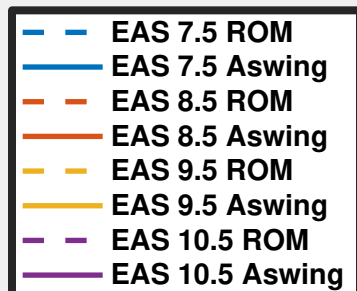 EAS 7.5 ROM
EAS 7.5 Aswing
EAS 8.5 ROM
EAS 8.5 Aswing
EAS 9.5 ROM
EAS 9.5 Aswing
EAS 10.5 ROM
EAS 10.5 Aswing